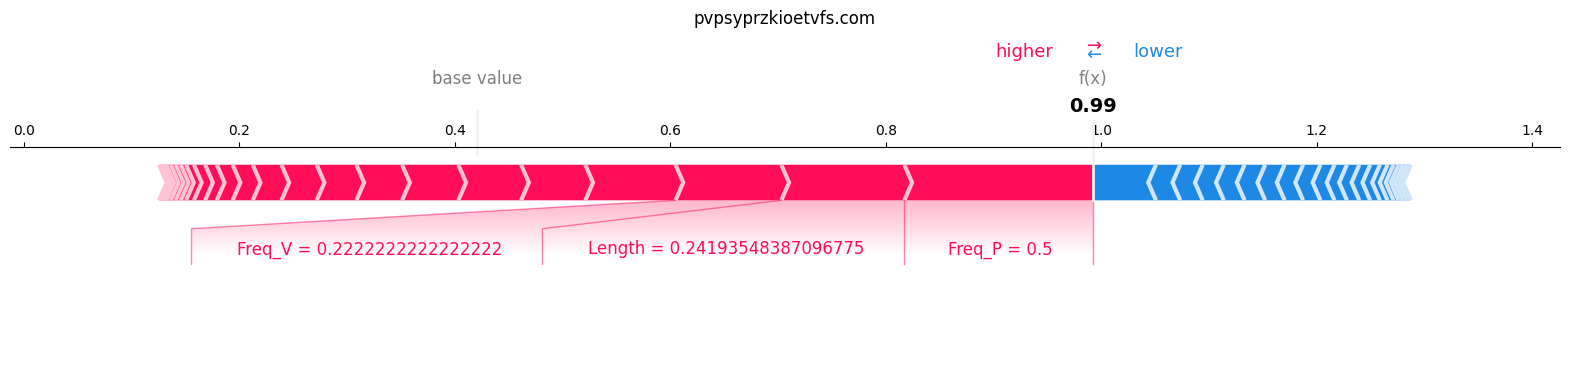 pvpsyprzkioetvfs.com
higher → ← lower
base value f(x)
0.99
0.0 0.2 0.4 0.6 0.8 1.0 1.2 1.4
Freq_V = 0.2222222222222222 Length = 0.24193548387096775 Freq_P = 0.5